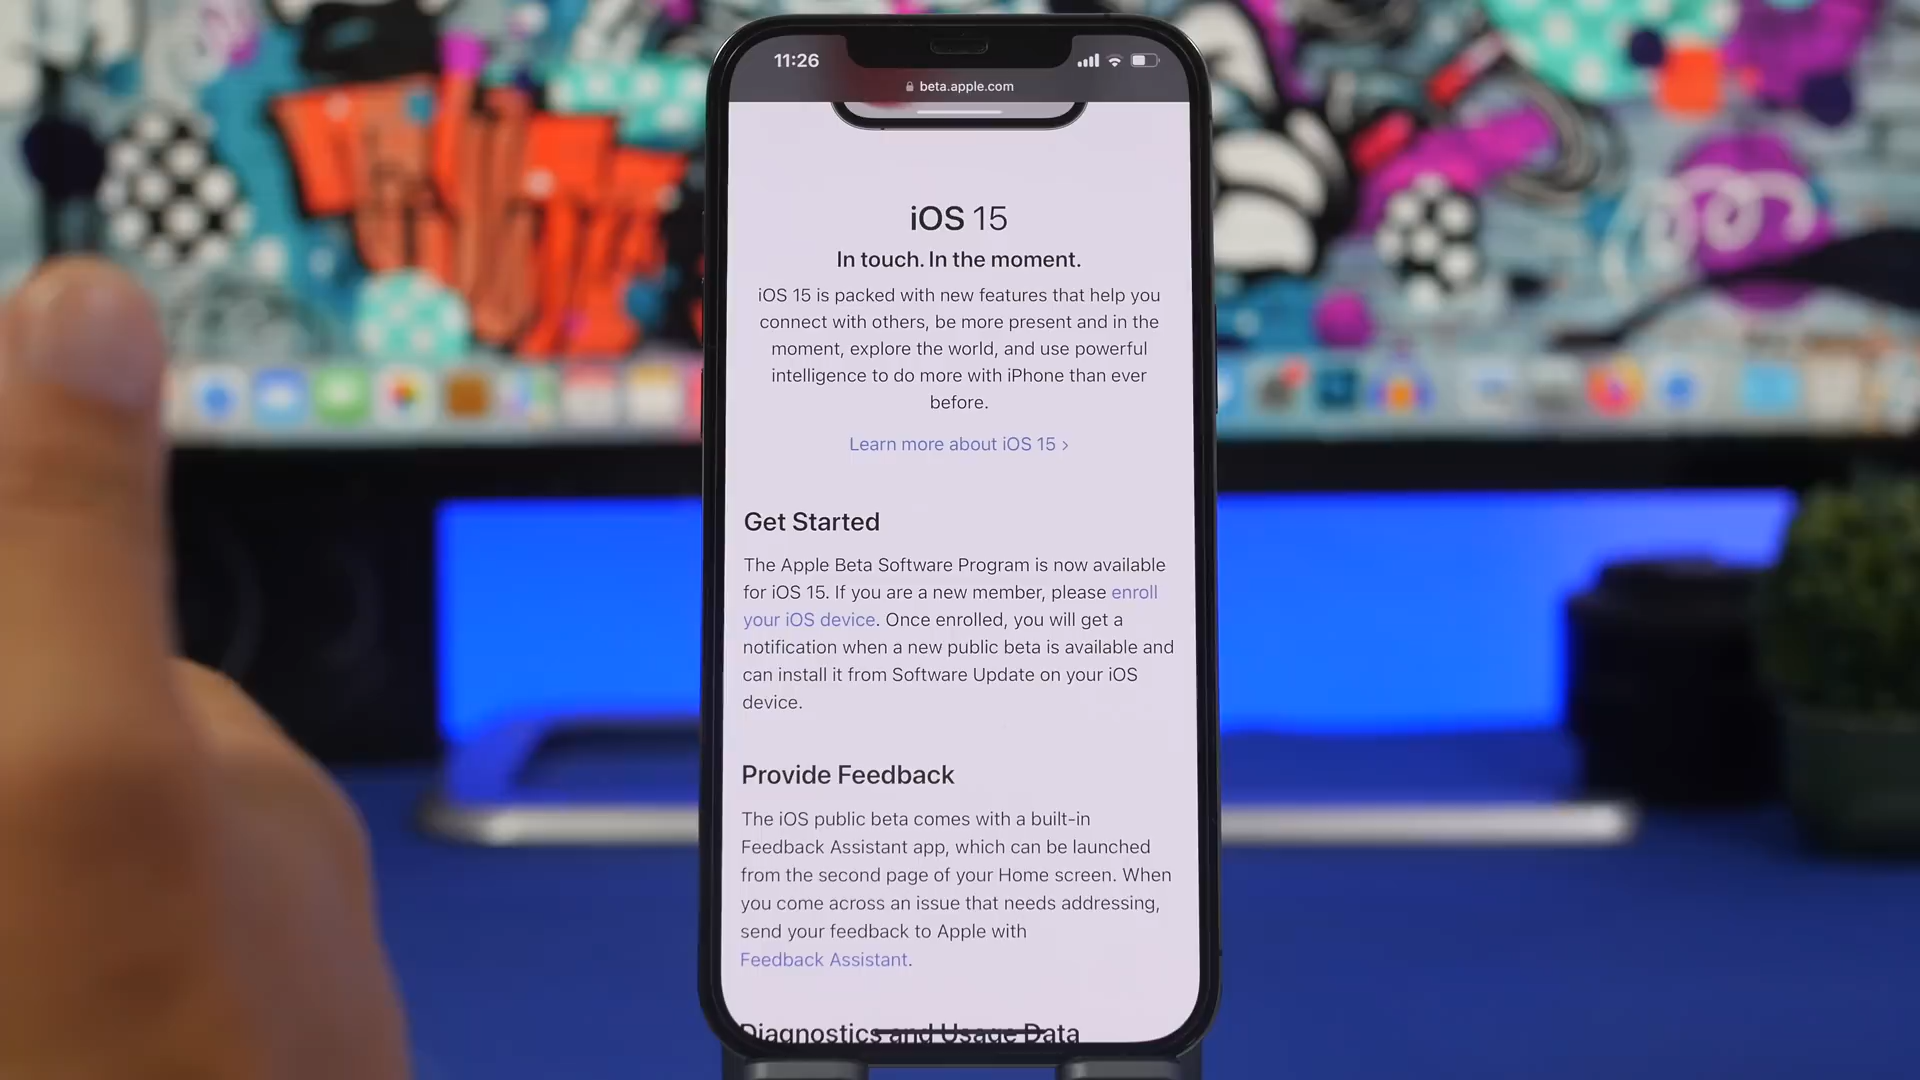 11:26
beta.apple.com
iOS 15
In touch. In the moment.
iOS 15 is packed with new features that help you
connect with others, be more present and in the
moment, explore the world, and use powerful
intelligence to do more with iPhone than ever
before.
Learn more about iOS 15 >
Get Started
The Apple Beta Software Program is now available
for iOS 15. If you are a new member, please enroll
your iOS device. Once enrolled, you will get a
notification when a new public beta is available and
can install it from Software Update on your iOS
device.
Provide Feedback
The iOS public beta comes with a built-in
Feedback Assistant app, which can be launched
from the second page of your Home screen. When
you come across an issue that needs addressing,
send your feedback to Apple with
Feedback Assistant.
Diagnostics and Usage Data